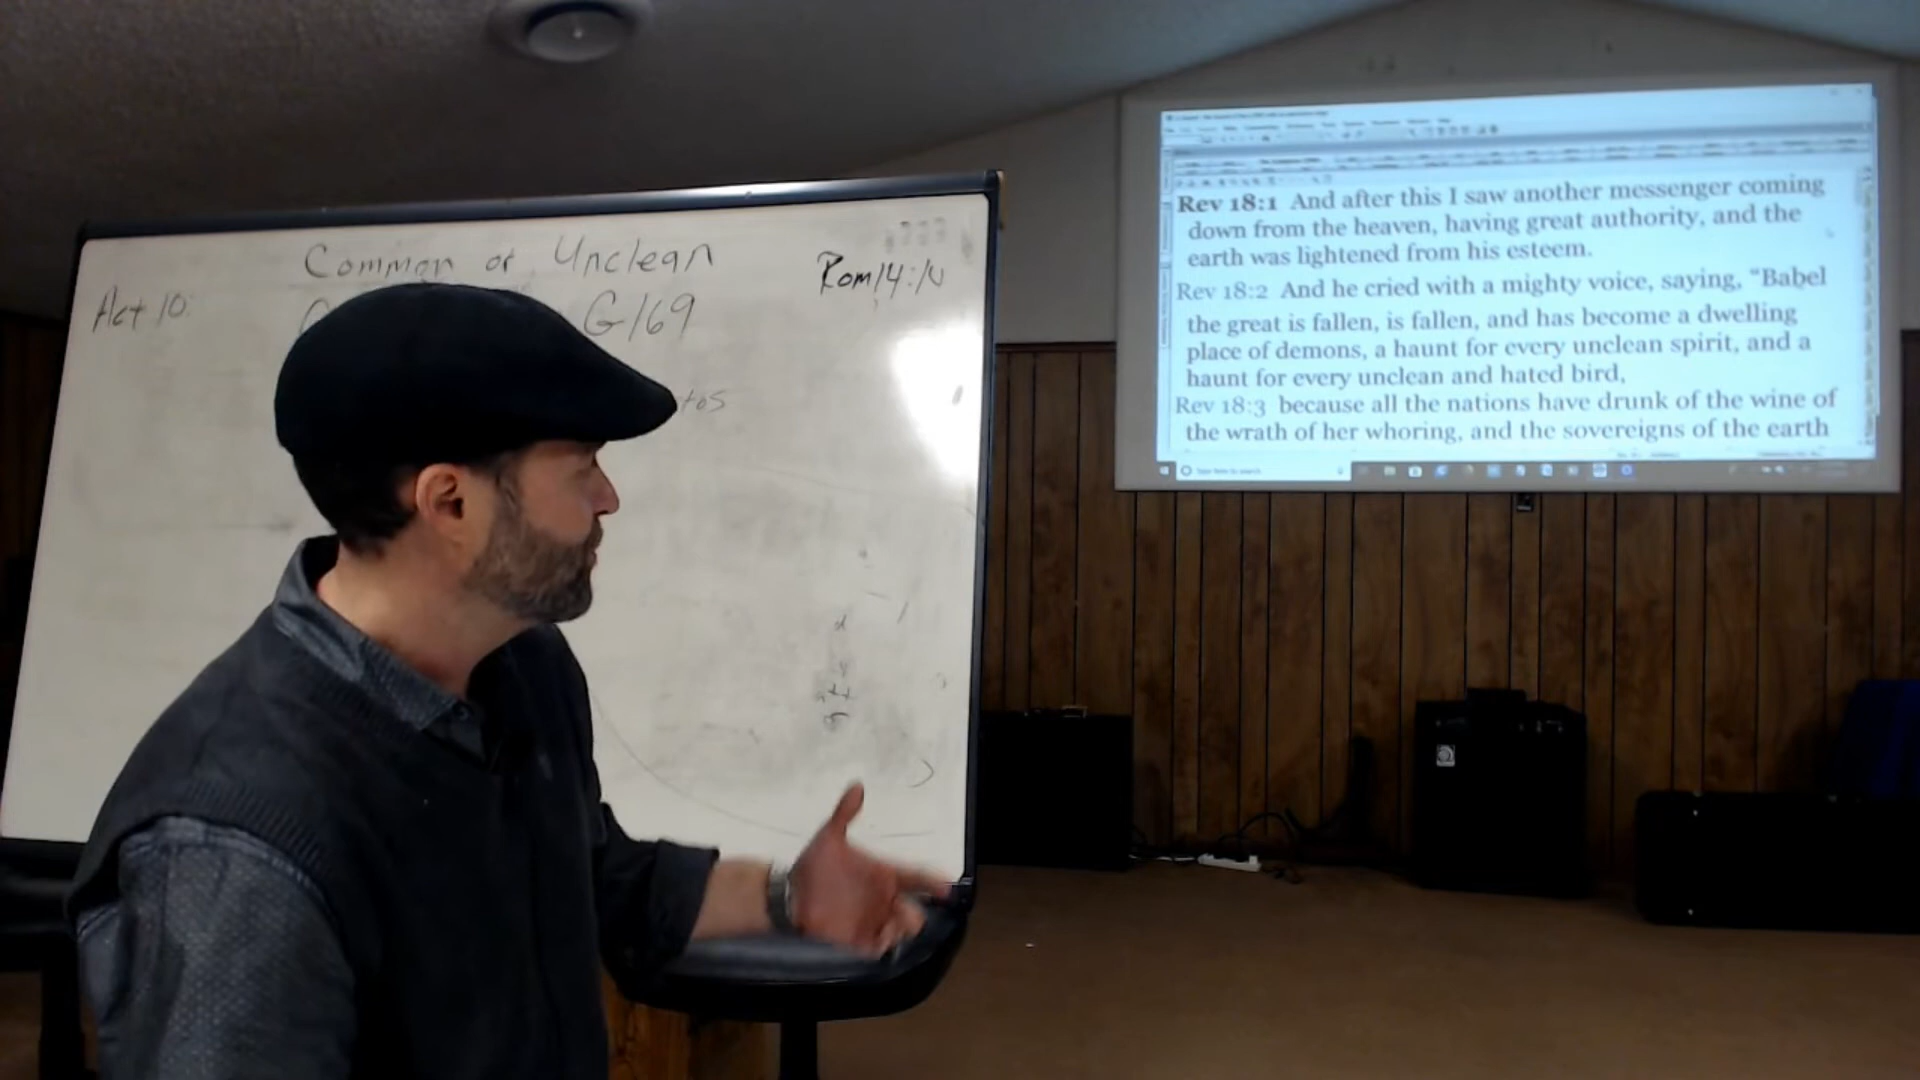 Common or Unclean
Act 10:
G169
Rom 14:14
Rev 18:1 And after this I saw another messenger coming
down from the heaven, having great authority, and the
earth was lightened from his esteem.
Rev 18:2 And he cried with a mighty voice, saying, “Babel
the great is fallen, is fallen, and has become a dwelling
place of demons, a haunt for every unclean spirit, and a
haunt for every unclean and hated bird,
Rev 18:3 because all the nations have drunk of the wine of
the wrath of her whoring, and the sovereigns of the earth